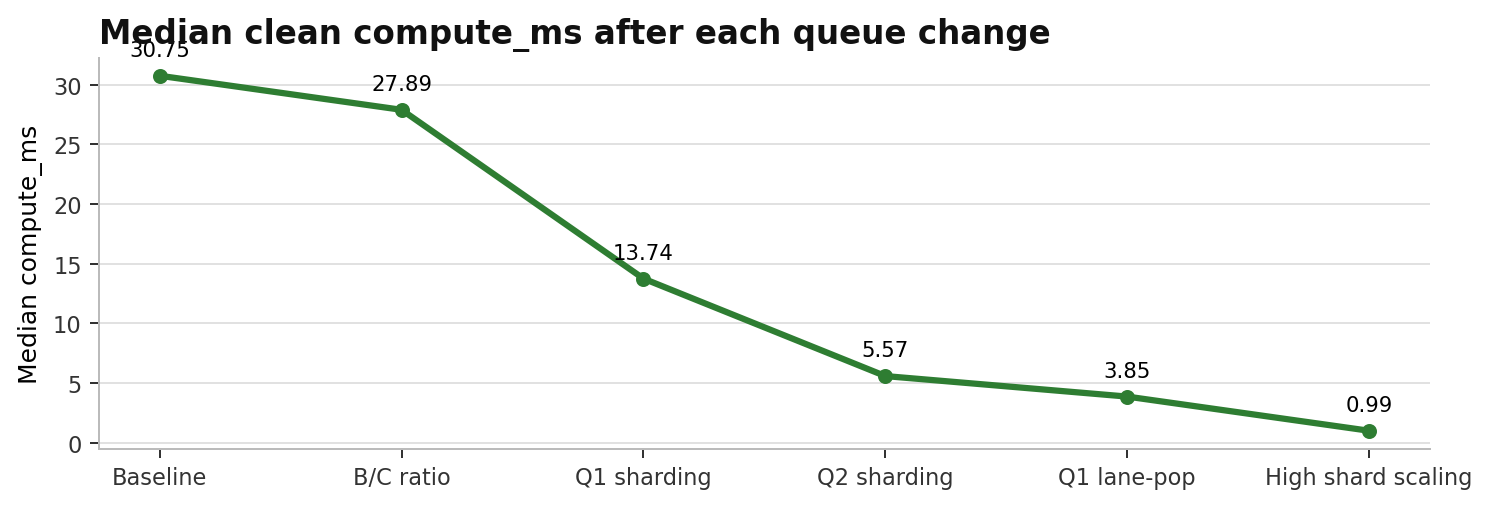 Median clean compute_ms after each queue change
30.75
27.89
13.74
5.57
3.85
0.99
Median compute_ms
30
25
20
15
10
5
0
Baseline
B/C ratio
Q1 sharding
Q2 sharding
Q1 lane-pop
High shard scaling